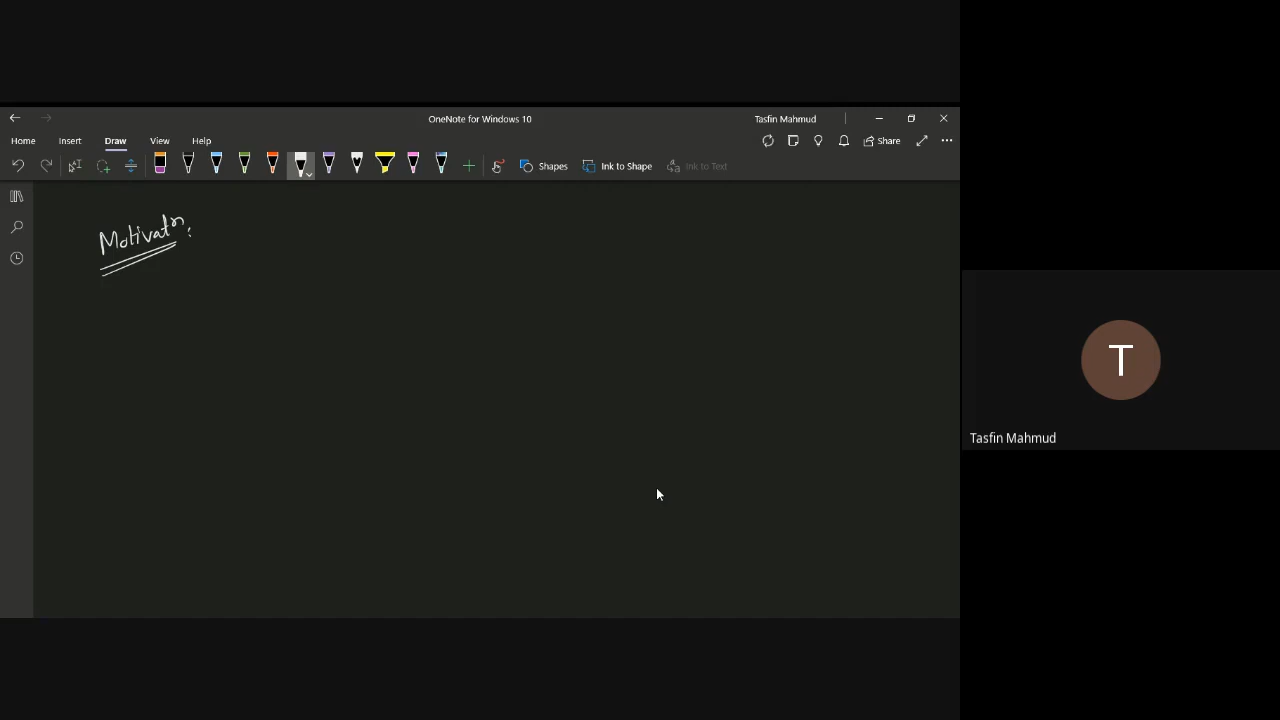 OneNote for Windows 10
Tasfin Mahmud
Home Insert Draw View Help
Share
Shapes Ink to Shape Ink to Text
Motivatn:
T
Tasfin Mahmud